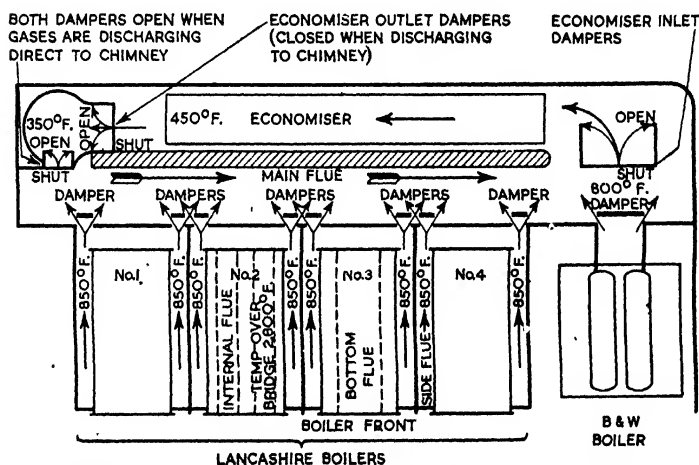 BOTH DAMPERS OPEN WHEN
GASES ARE DISCHARGING
DIRECT TO CHIMNEY
ECONOMISER OUTLET DAMPERS
(CLOSED WHEN DISCHARGING
TO CHIMNEY)
ECONOMISER INLET
DAMPERS
350°F.
OPEN
OPEN
SHUT
SHUT
450°F.
ECONOMISER
OPEN
SHUT
MAIN FLUE
800°F.
DAMPER
DAMPER
DAMPERS
DAMPERS
DAMPERS
DAMPER
850°F.
No.1
850°F.
850°F.
No.2
INTERNAL FLUE
TEMP-OVER-
BRIDGE 2,800°F.
850°F.
850°F.
No.3
BOTTOM
FLUE
850°F.
850°F.
SIDE FLUE
No.4
850°F.
BOILER FRONT
LANCASHIRE BOILERS
B & W
BOILER